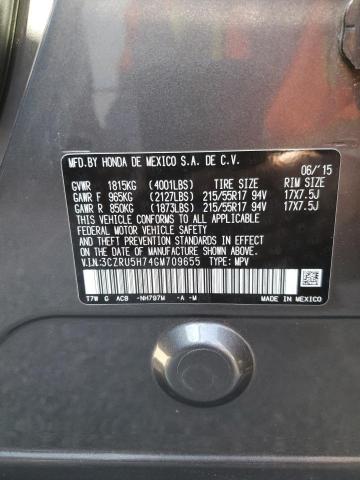 MFD.BY HONDA DE MEXICO S.A. DE C.V.
06/'15
GVWR 1815KG (4001LBS) TIRE SIZE RIM SIZE
GAWR F 965KG (2127LBS) 215/55R17 94V 17X7.5J
GAWR R 850KG (1873LBS) 215/55R17 94V 17X7.5J
THIS VEHICLE CONFORMS TO ALL APPLICABLE
FEDERAL MOTOR VEHICLE SAFETY
STANDARDS IN EFFECT ON THE DATE OF
MANUFACTURE SHOWN ABOVE.
V.I.N:3CZRU5H74GM709655 TYPE: MPV
T7W G AC8 -NH797M -A -M
MADE IN MEXICO